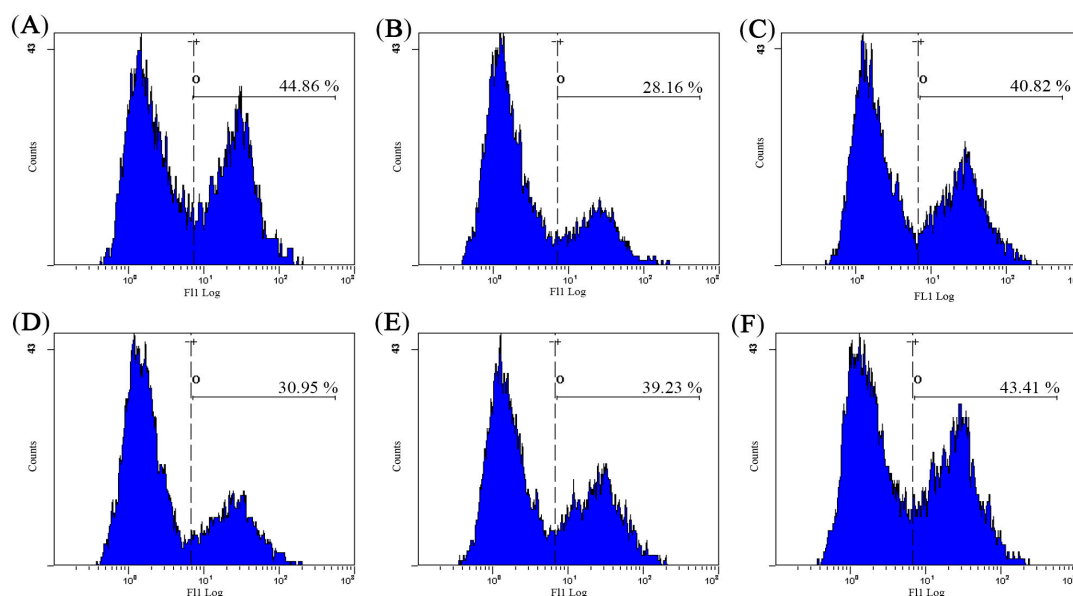 (A)
43
Counts
+
O
44.86 %
10⁰ 10¹ 10² 10³
Fl1 Log
(B)
43
Counts
+
O
28.16 %
10⁰ 10¹ 10² 10³
Fl1 Log
(C)
43
Counts
+
O
40.82 %
10⁰ 10¹ 10² 10³
FL1 Log
(D)
43
Counts
+
O
30.95 %
10⁰ 10¹ 10² 10³
Fl1 Log
(E)
43
Counts
+
O
39.23 %
10⁰ 10¹ 10² 10³
Fl1 Log
(F)
43
Counts
+
O
43.41 %
10⁰ 10¹ 10² 10³
Fl1 Log